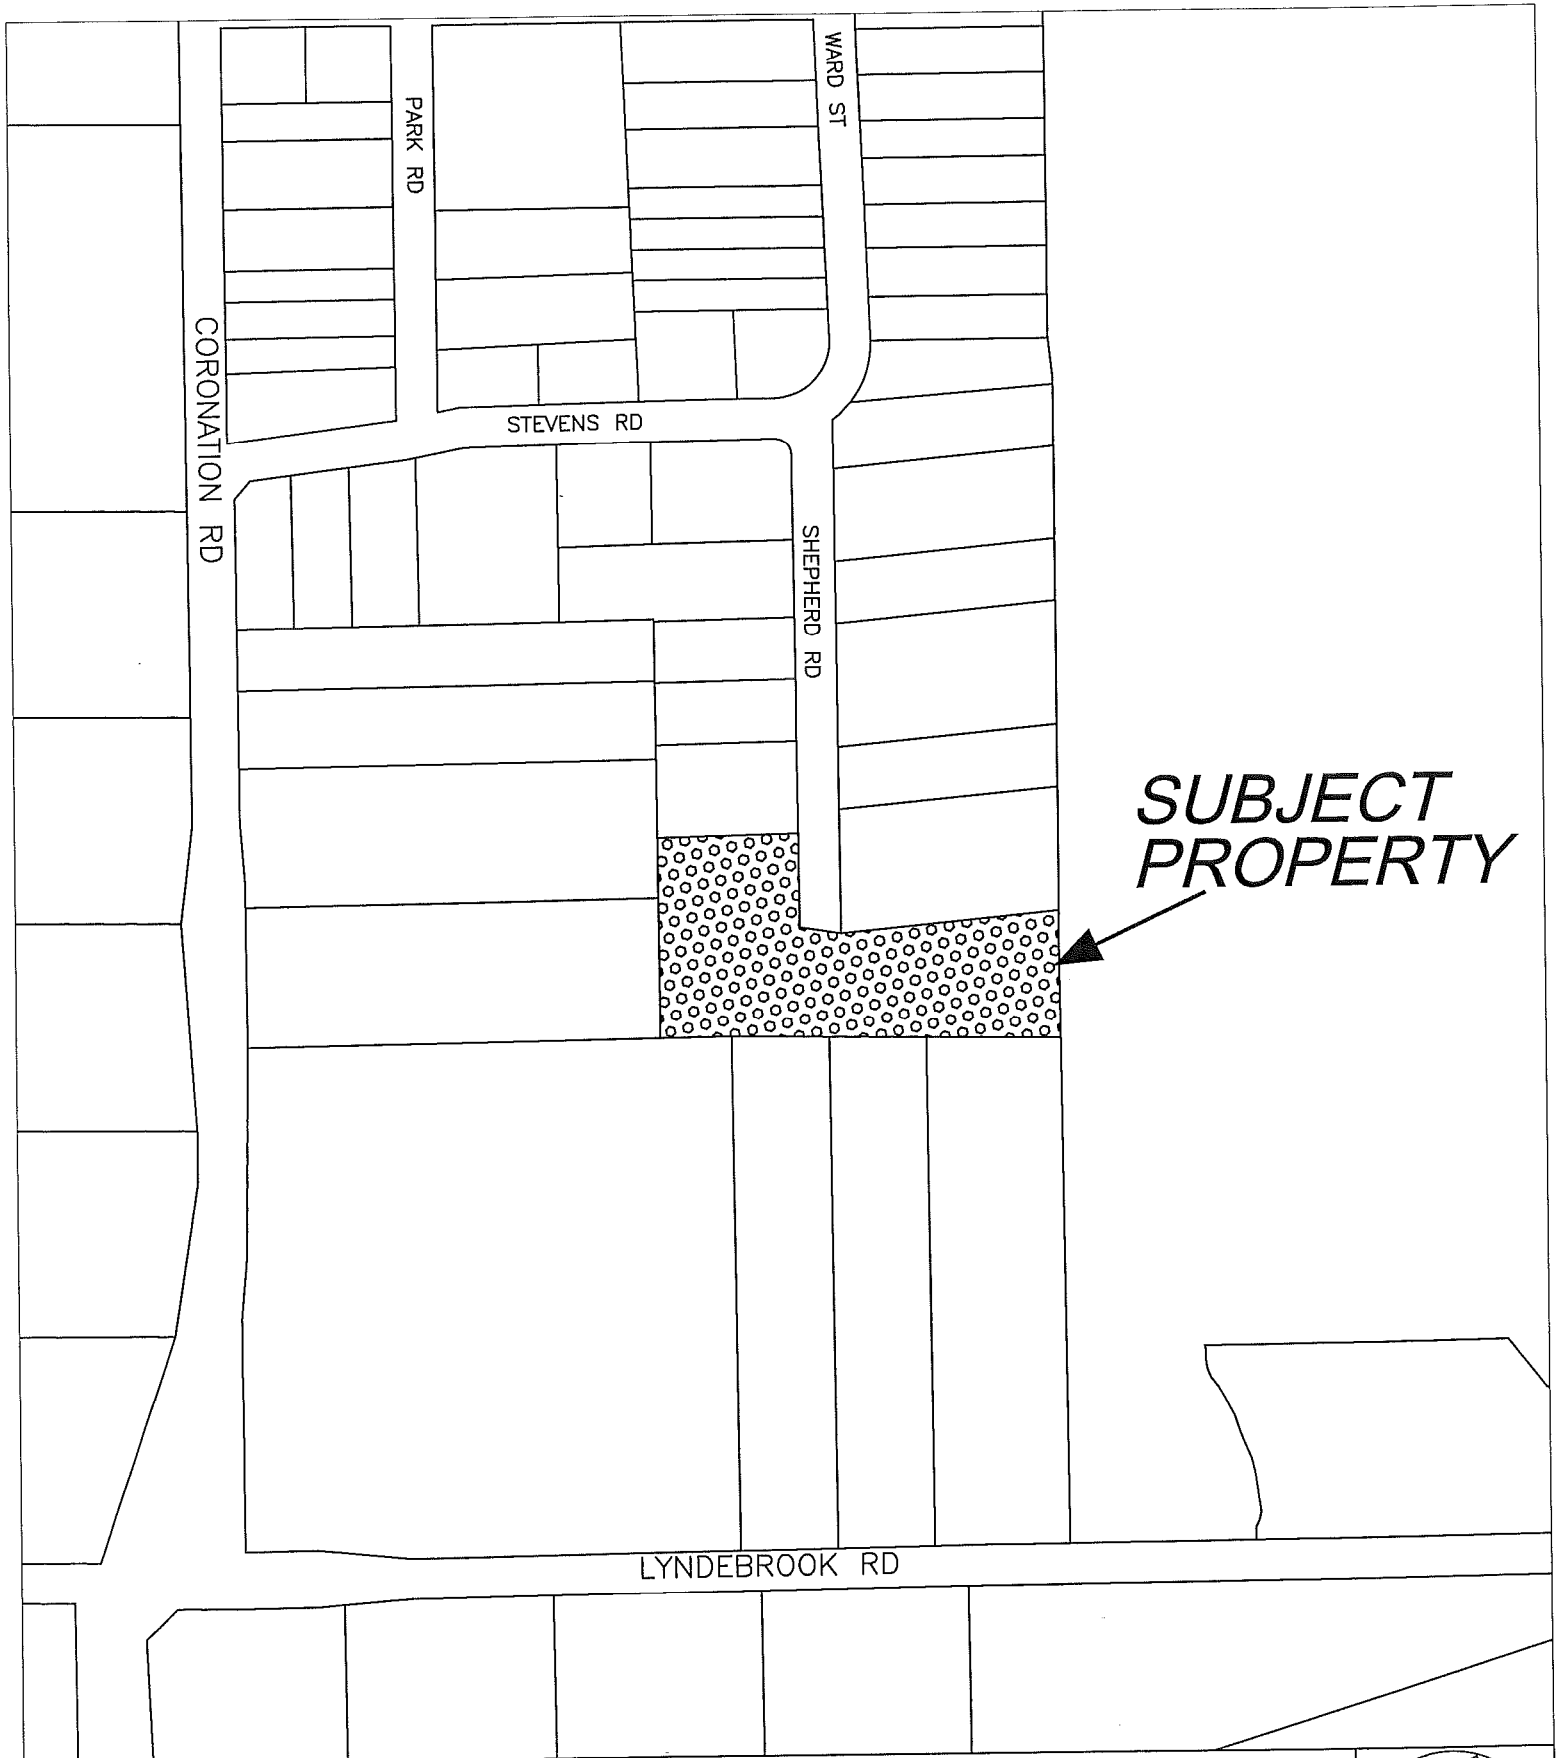 WARD ST
PARK RD
CORONATION RD
STEVENS RD
SHEPHERD RD
SUBJECT
PROPERTY
LYNDEBROOK RD